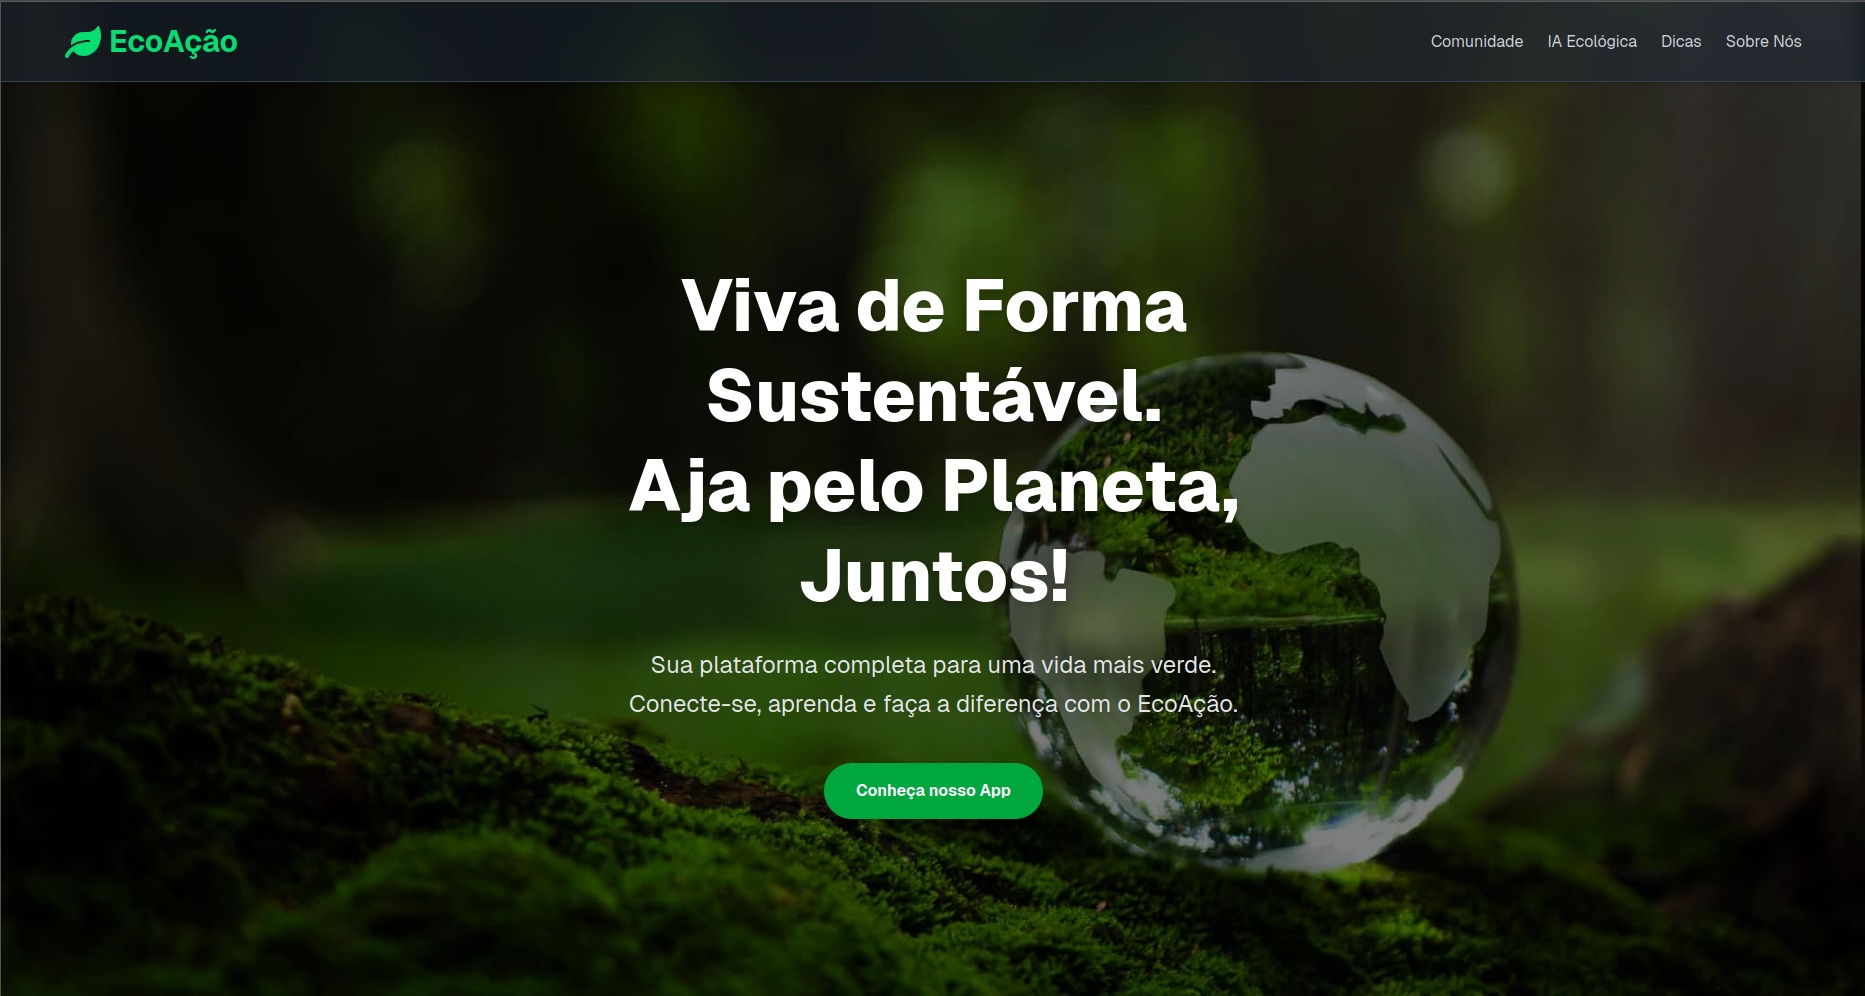 EcoAção
Comunidade
IA Ecológica
Dicas
Sobre Nós
Viva de Forma
Sustentável.
Aja pelo Planeta,
Juntos!
Sua plataforma completa para uma vida mais verde.
Conecte-se, aprenda e faça a diferença com o EcoAção.
Conheça nosso App